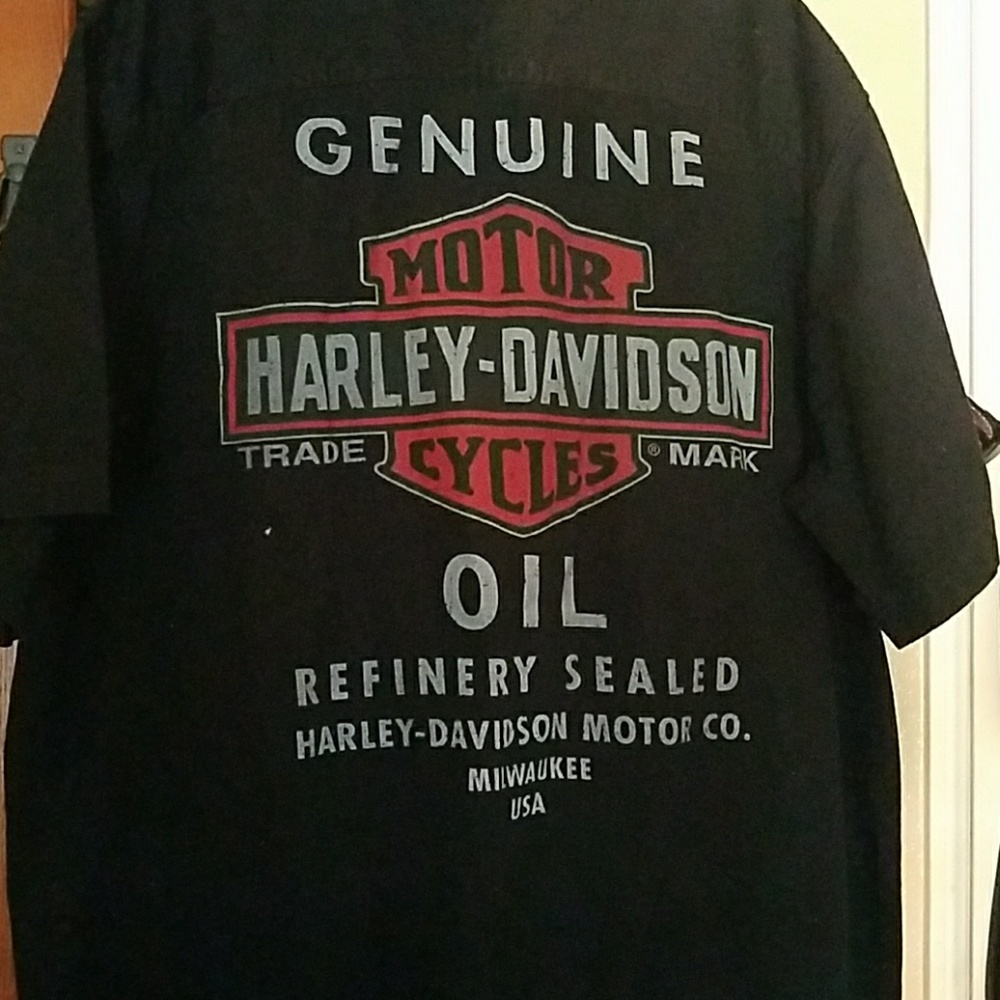 GENUINE
MOTOR
HARLEY-DAVIDSON
TRADE CYCLES ® MARK
OIL
REFINERY SEALED
HARLEY-DAVIDSON MOTOR CO.
MILWAUKEE
USA